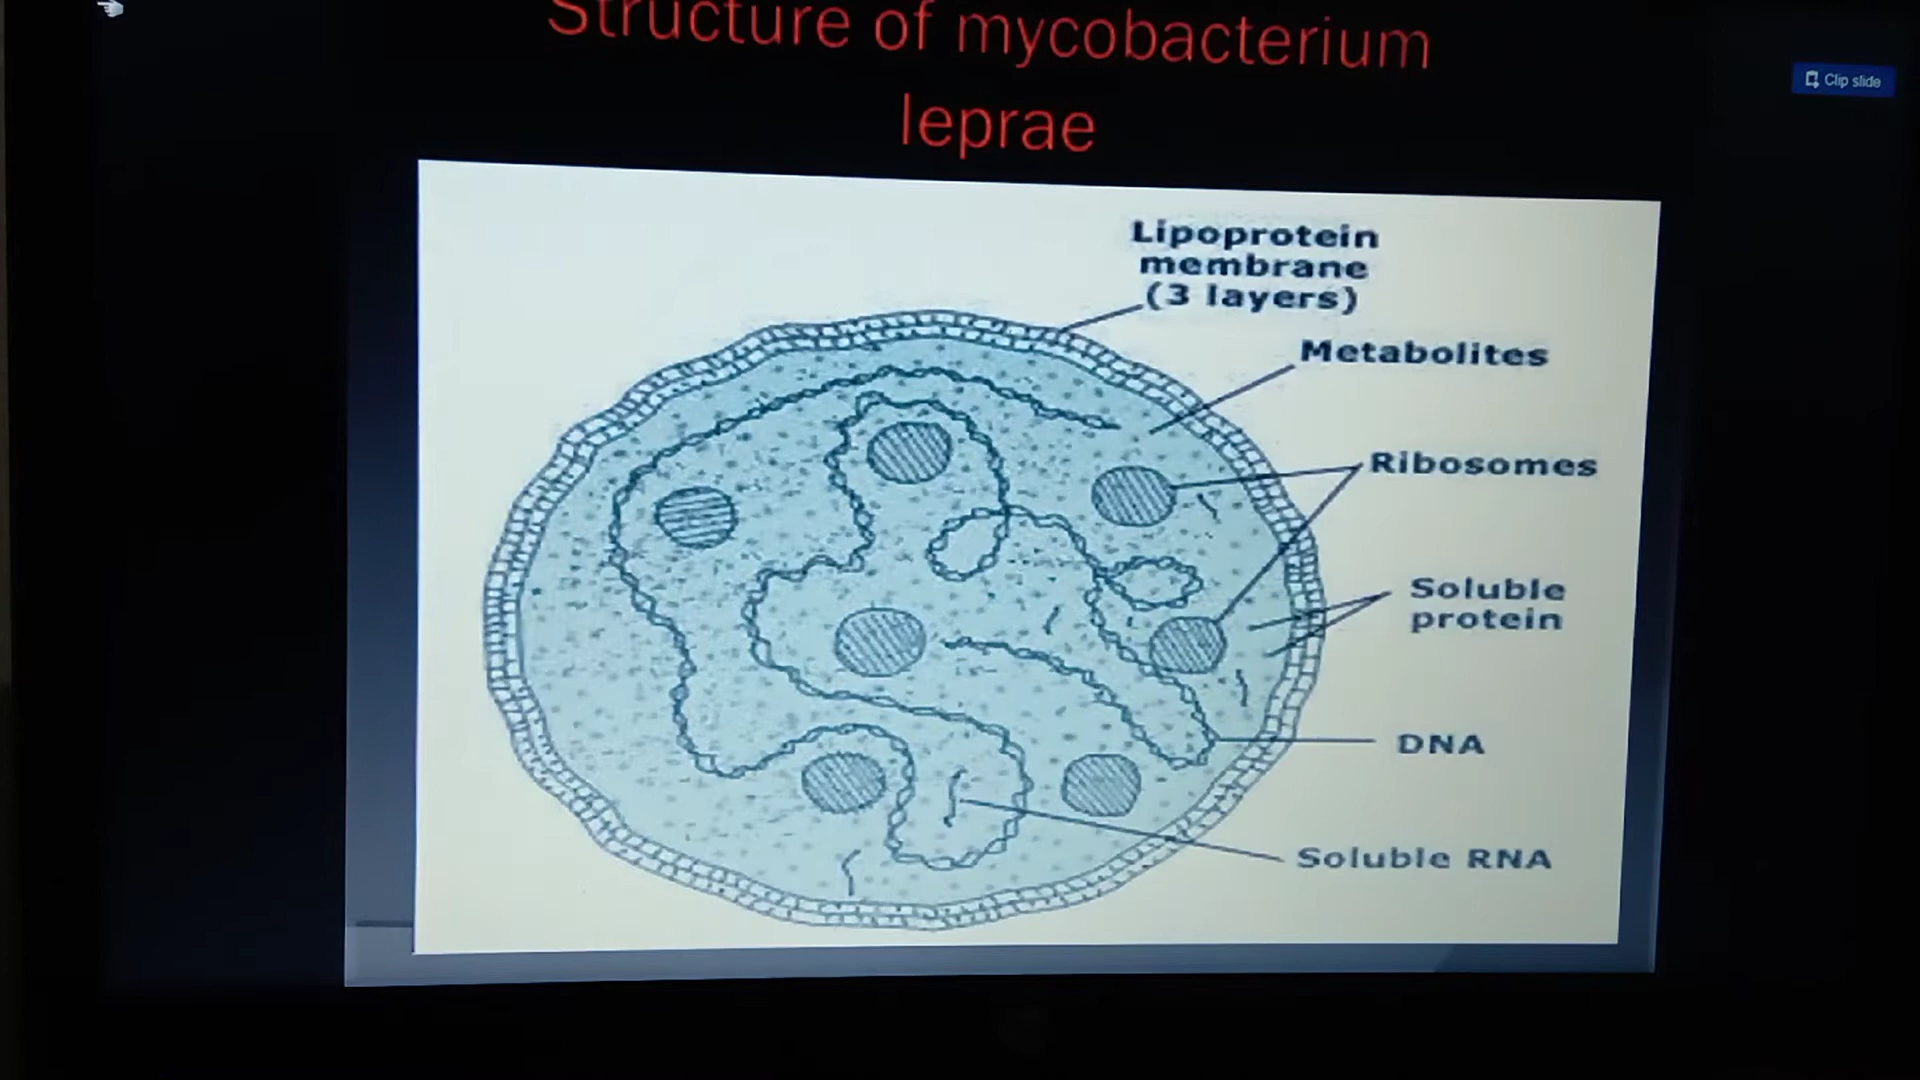 Structure of mycobacterium
leprae
Clip slide
Lipoprotein
membrane
(3 layers)
Metabolites
Ribosomes
Soluble
protein
DNA
Soluble RNA